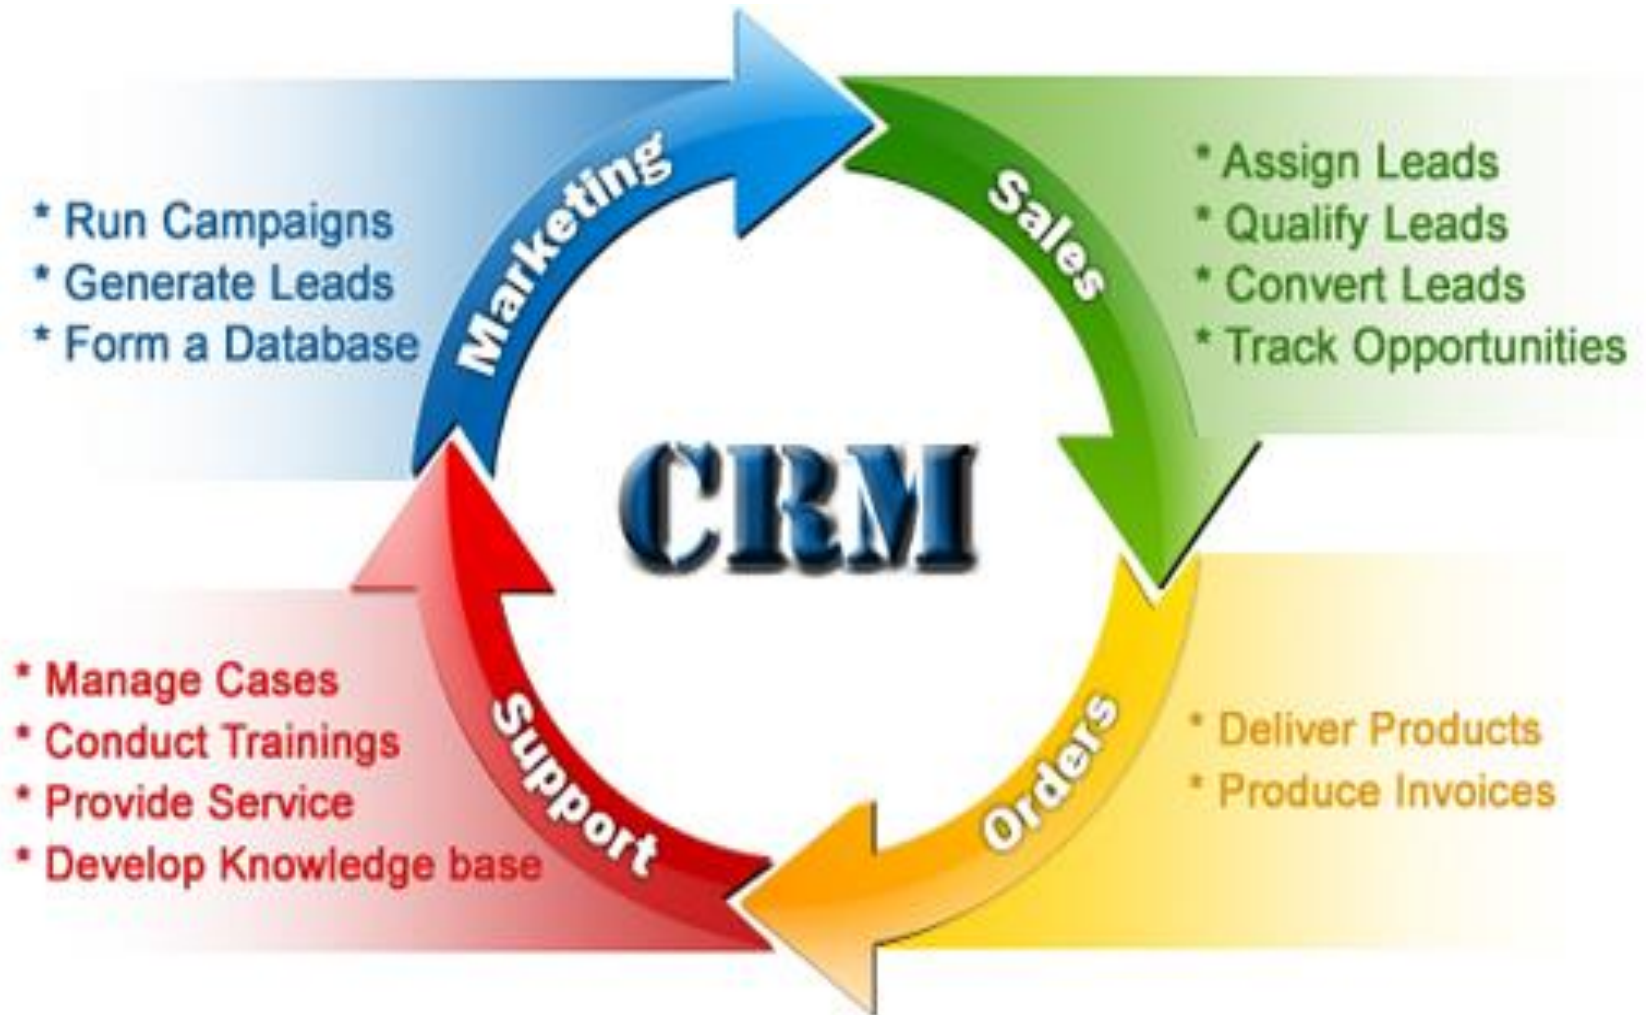 Marketing
* Run Campaigns
* Generate Leads
* Form a Database
Sales
* Assign Leads
* Qualify Leads
* Convert Leads
* Track Opportunities
CRM
Support
* Manage Cases
* Conduct Trainings
* Provide Service
* Develop Knowledge base
Orders
* Deliver Products
* Produce Invoices